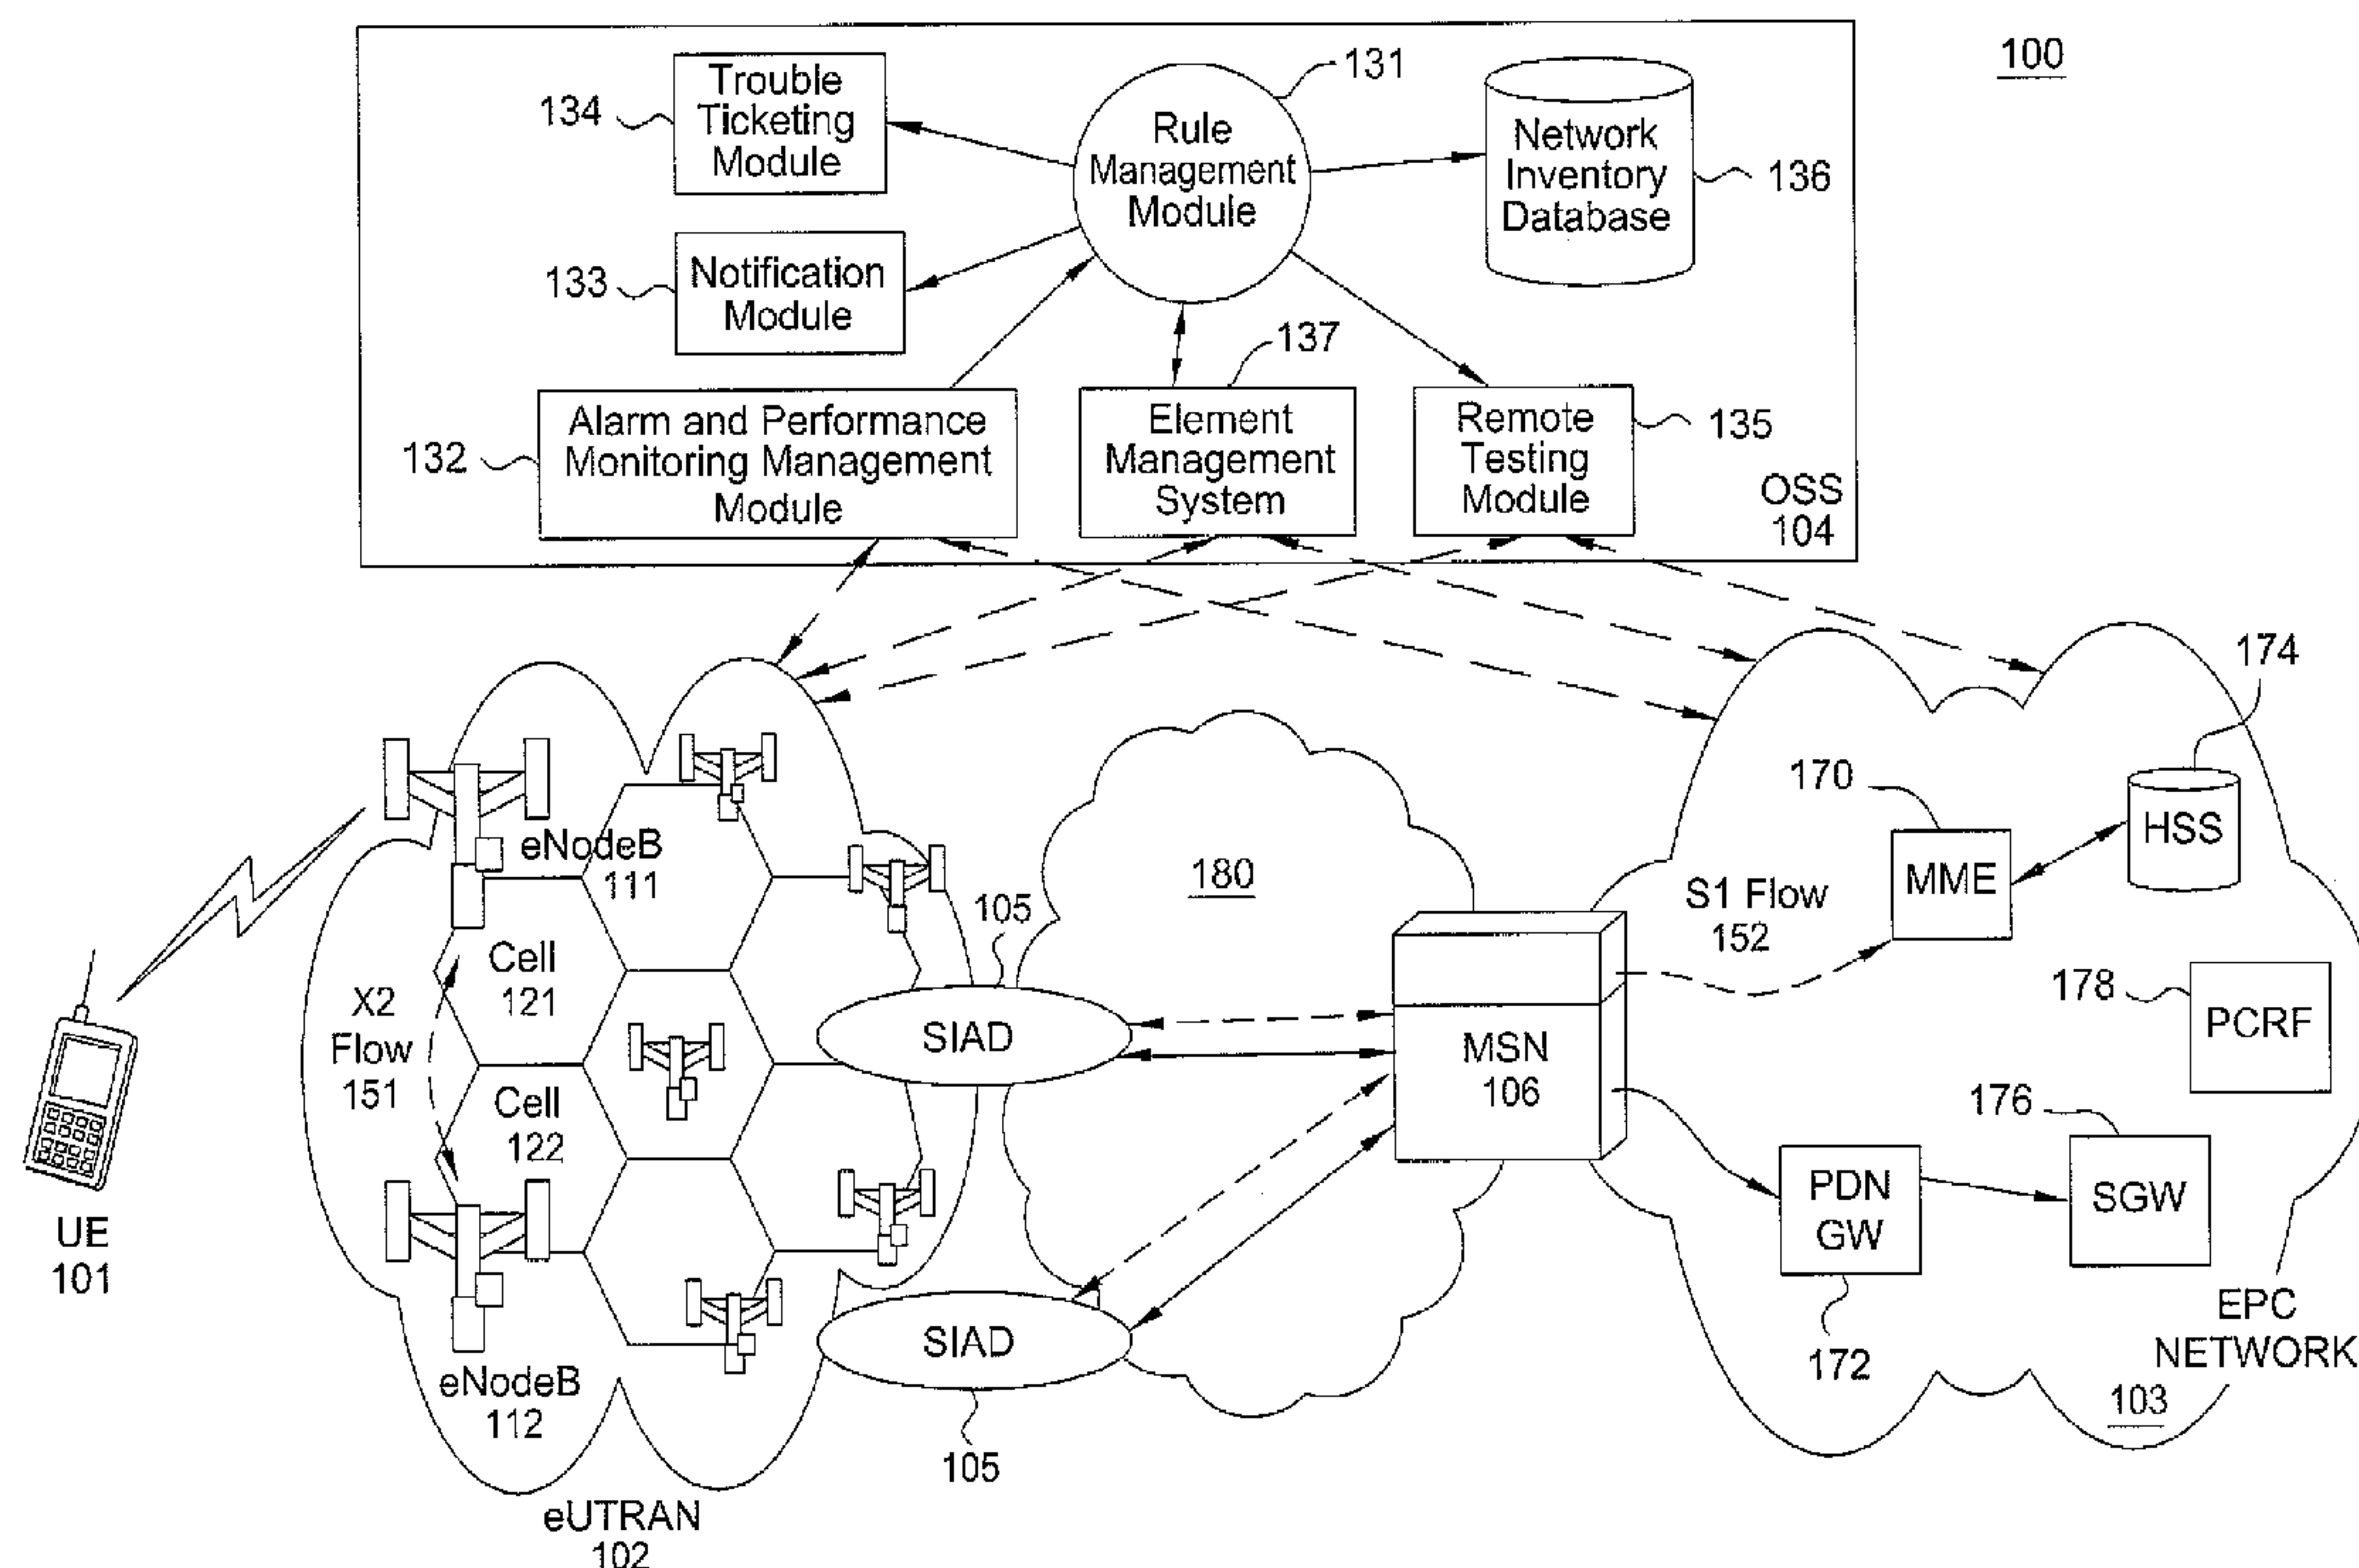 100
134
Trouble
Ticketing
Module
Rule
Management
Module
131
Network
Inventory
Database
136
133
Notification
Module
137
132
Alarm and Performance
Monitoring Management
Module
Element
Management
System
Remote
Testing
Module
135
OSS
104
174
170
HSS
MME
eNodeB
111
180
S1 Flow
152
105
Cell
121
X2
Flow
151
178
PCRF
SIAD
MSN
106
Cell
122
176
PDN
GW
SGW
UE
101
EPC
NETWORK
103
172
SIAD
eNodeB
112
105
eUTRAN
102